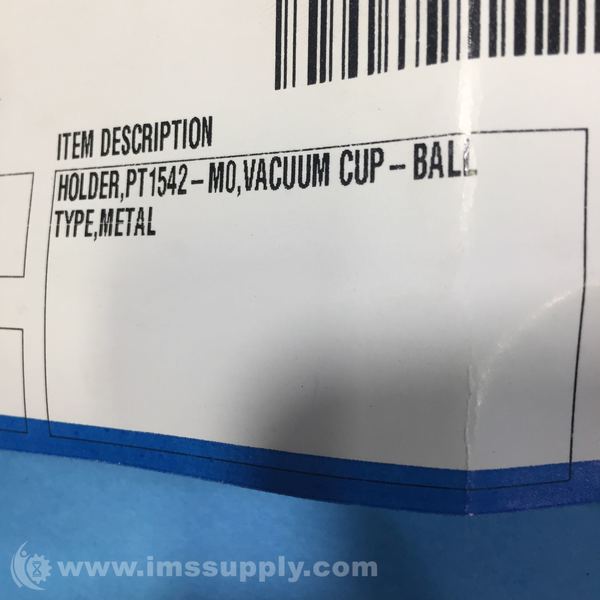 ITEM DESCRIPTION
HOLDER,PT1542-M0,VACUUM CUP-BALL
TYPE,METAL
www.imssupply.com